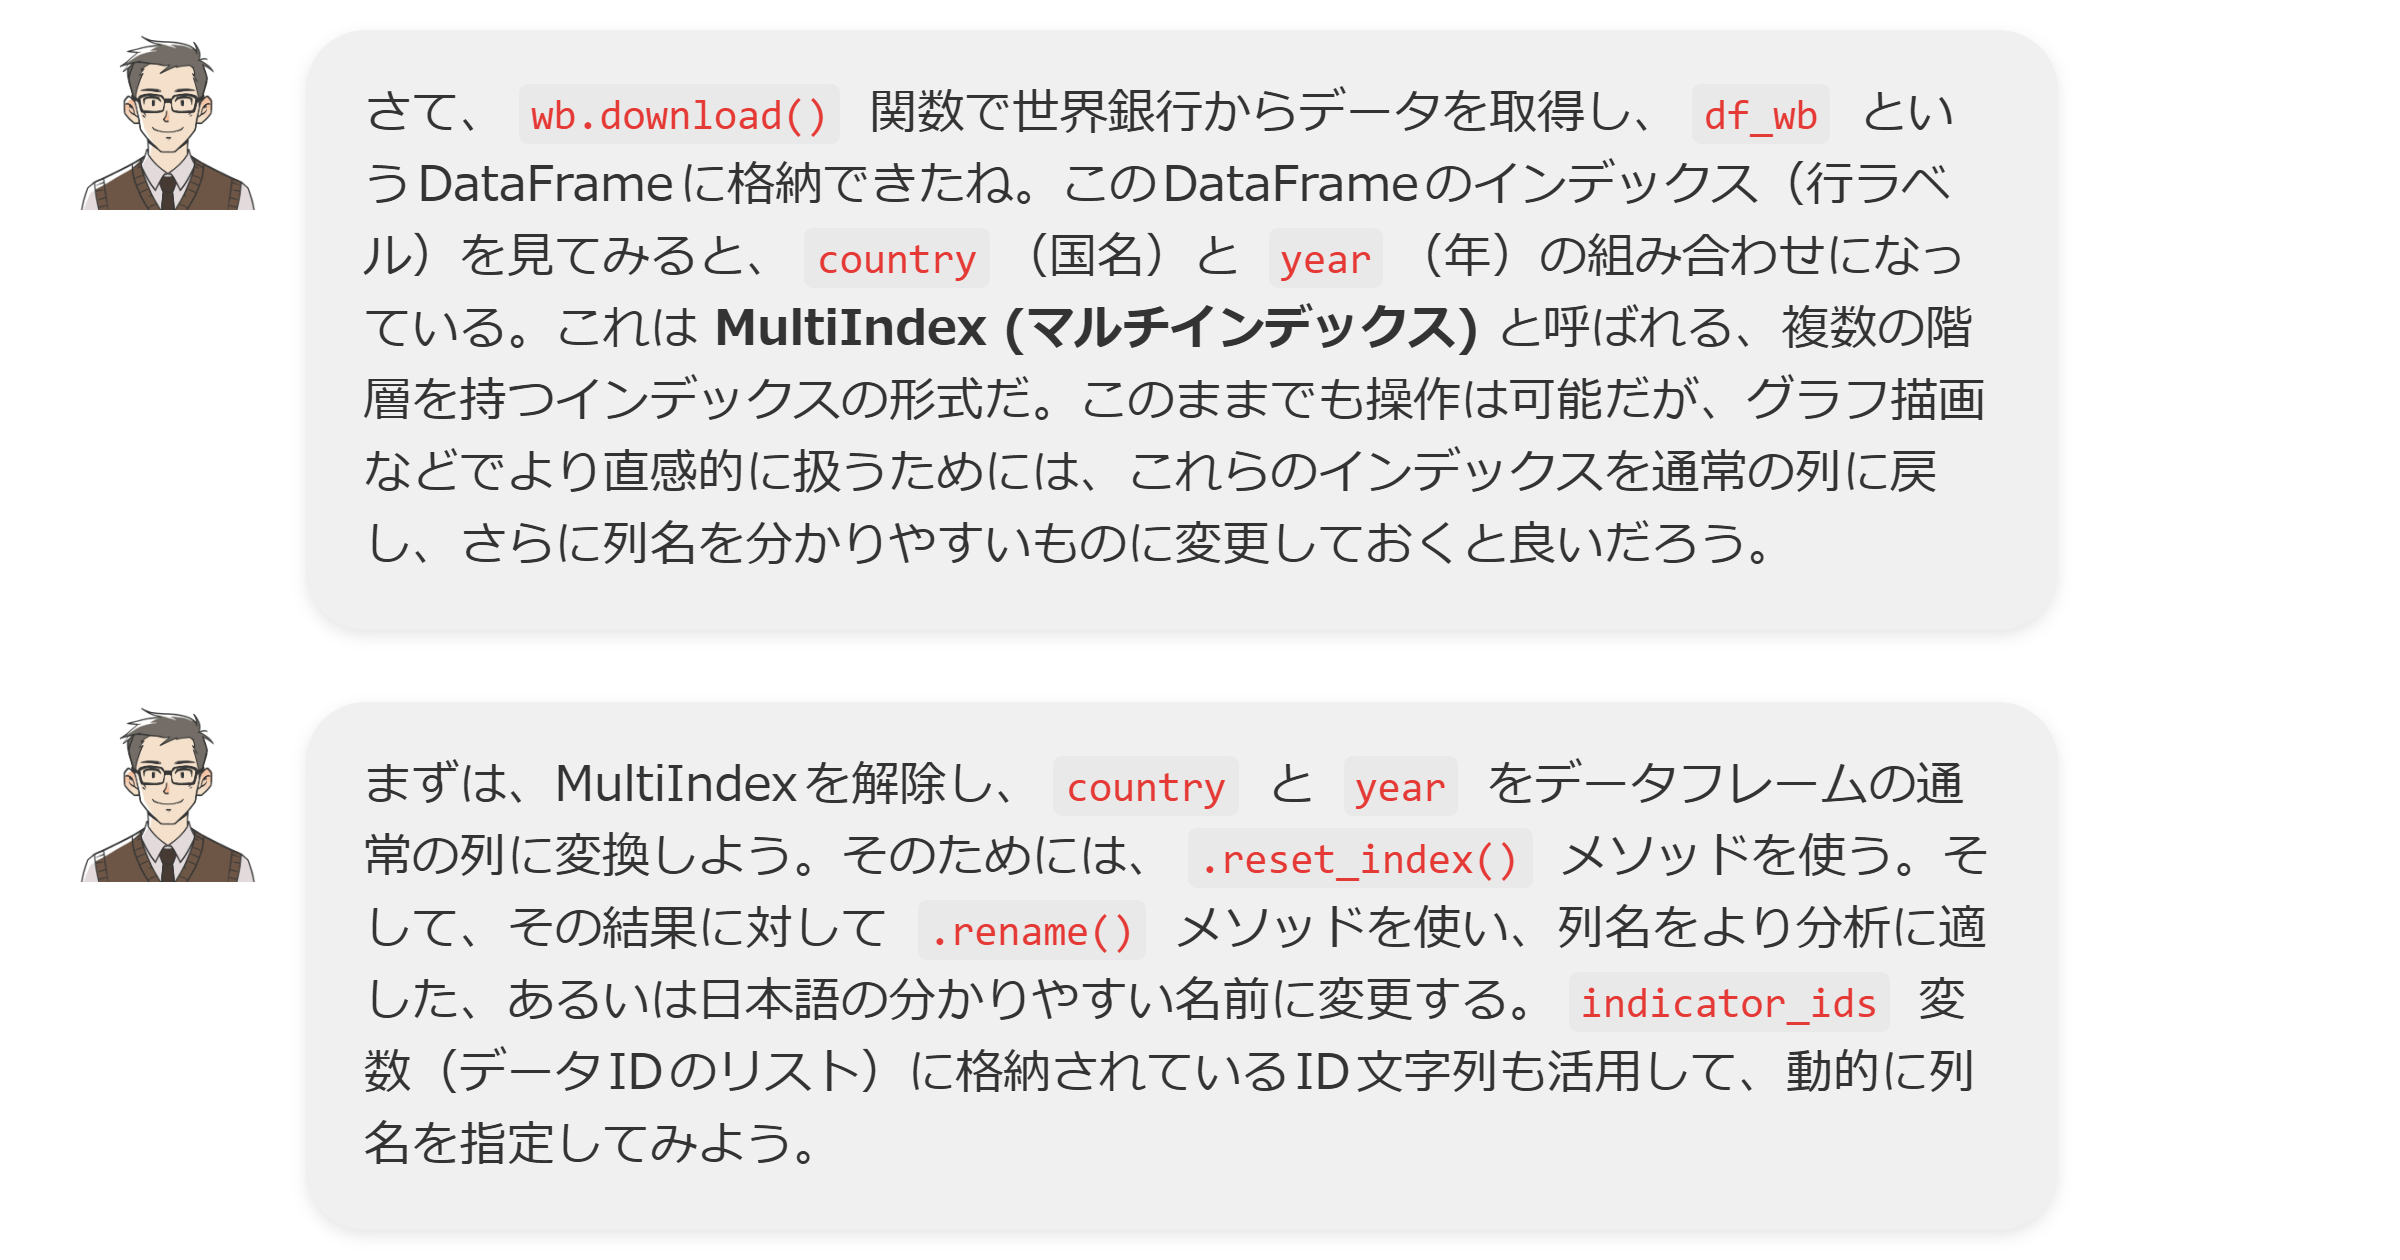 さて、 wb.download() 関数で世界銀行からデータを取得し、 df_wb とい
うDataFrameに格納できたね。このDataFrameのインデックス（行ラベ
ル）を見てみると、 country （国名）と year （年）の組み合わせになっ
ている。これは MultiIndex (マルチインデックス) と呼ばれる、複数の階
層を持つインデックスの形式だ。このままでも操作は可能だが、グラフ描画
などでより直感的に扱うためには、これらのインデックスを通常の列に戻
し、さらに列名を分かりやすいものに変更しておくと良いだろう。
まずは、MultiIndexを解除し、 country と year をデータフレームの通
常の列に変換しよう。そのためには、 .reset_index() メソッドを使う。そ
して、その結果に対して .rename() メソッドを使い、列名をより分析に適
した、あるいは日本語の分かりやすい名前に変更する。 indicator_ids 変
数（データIDのリスト）に格納されているID文字列も活用して、動的に列
名を指定してみよう。